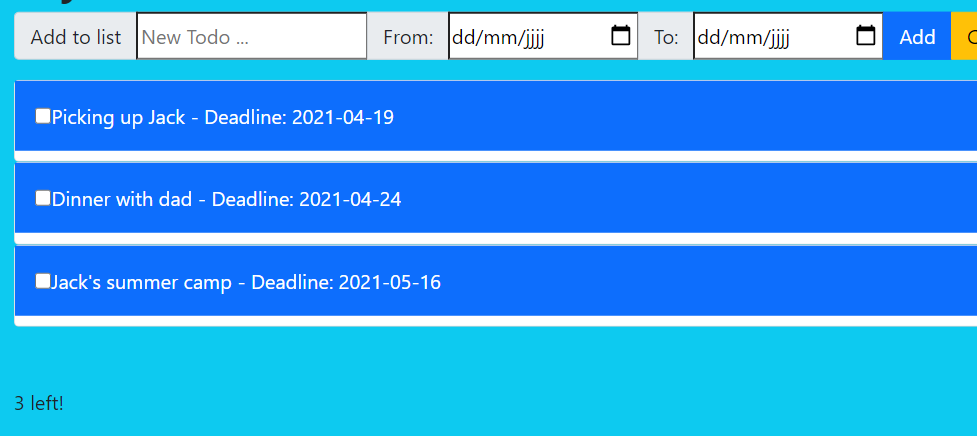 Add to list New Todo ... From: dd/mm/jjjj To: dd/mm/jjjj Add
Picking up Jack - Deadline: 2021-04-19
Dinner with dad - Deadline: 2021-04-24
Jack's summer camp - Deadline: 2021-05-16
3 left!